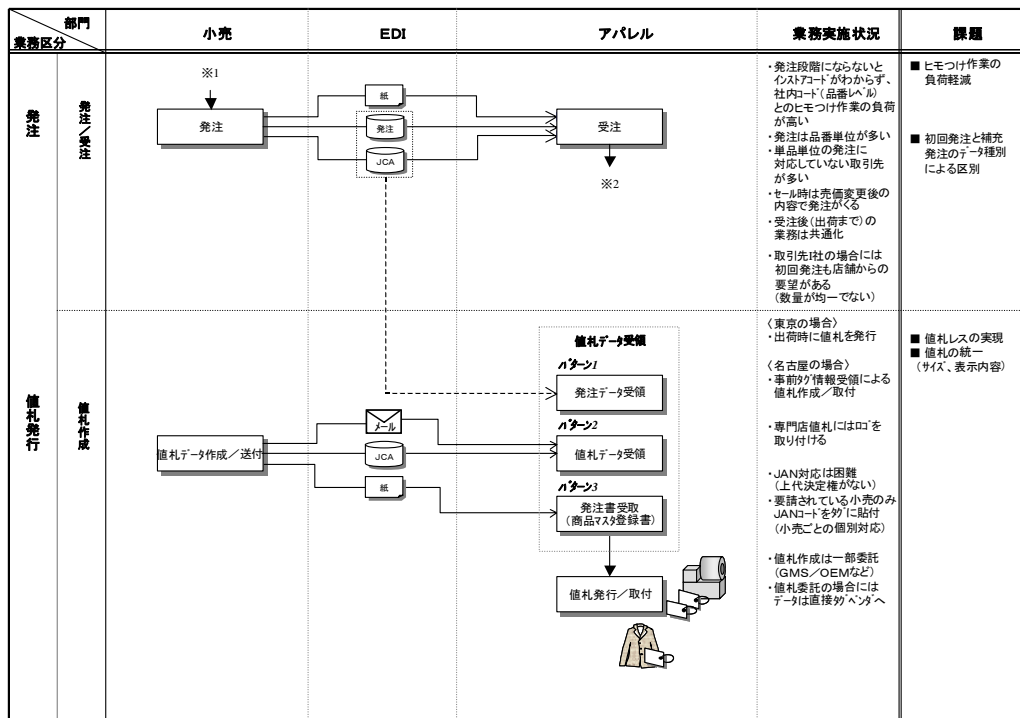 部門
業務区分
小売
EDI
アパレル
業務実施状況
課題
発注
発注／受注
※1
発注
紙
発注
JCA
受注
※2
・発注段階にならないと
インストアコードがわからず、
社内コード(品番レベル)
とのヒモつけ作業の負荷
が高い
・発注は品番単位が多い
・単品単位の発注に
対応していない取引先
が多い
・セール時は売価変更後の
内容で発注がくる
・受注後(出荷まで)の
業務は共通化
・取引先I社の場合には
初回発注も店舗からの
要望がある
(数量が均一でない)
■ ヒモつけ作業の
負荷軽減
■ 初回発注と補充
発注のデータ種別
による区別
値札発行
値札作成
値札データ作成／送付
メール
JCA
紙
値札データ受領
パターン1
発注データ受領
パターン2
値札データ受領
パターン3
発注書受取
(商品マスタ登録書)
値札発行／取付
〈東京の場合〉
・出荷時に値札を発行
〈名古屋の場合〉
・事前タグ情報受領による
値札作成／取付
・専門店値札にはロゴを
取り付ける
・JAN対応は困難
(上代決定権がない)
・要請されている小売のみ
JANコードをタグに貼付
(小売ごとの個別対応)
・値札作成は一部委託
(GMS／OEMなど)
・値札委託の場合には
データは直接タグベンダへ
■ 値札レスの実現
■ 値札の統一
(サイズ、表示内容)